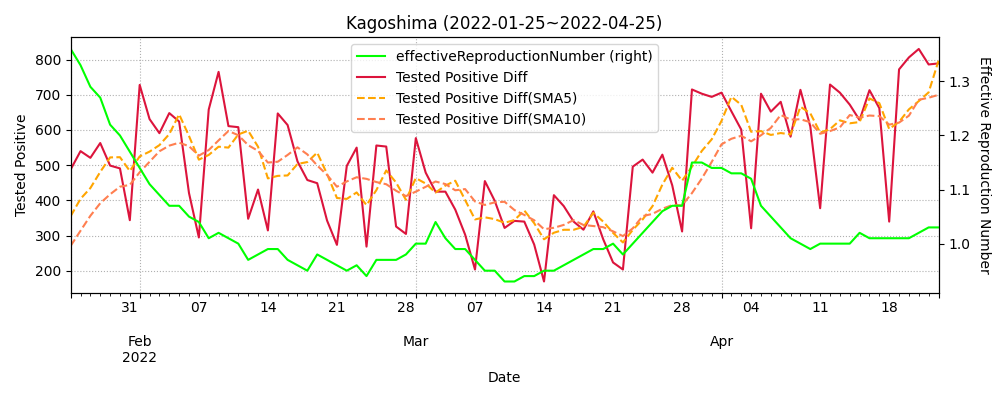 Kagoshima (2022-01-25~2022-04-25)
effectiveReproductionNumber (right)
Tested Positive Diff
Tested Positive Diff(SMA5)
Tested Positive Diff(SMA10)
Tested Positive
800
700
600
500
400
300
200
1.3
1.2
1.1
1.0
Effective Reproduction Number
31 07 14 21 28 07 14 21 28 04 11 18
Feb Mar Apr
2022
Date